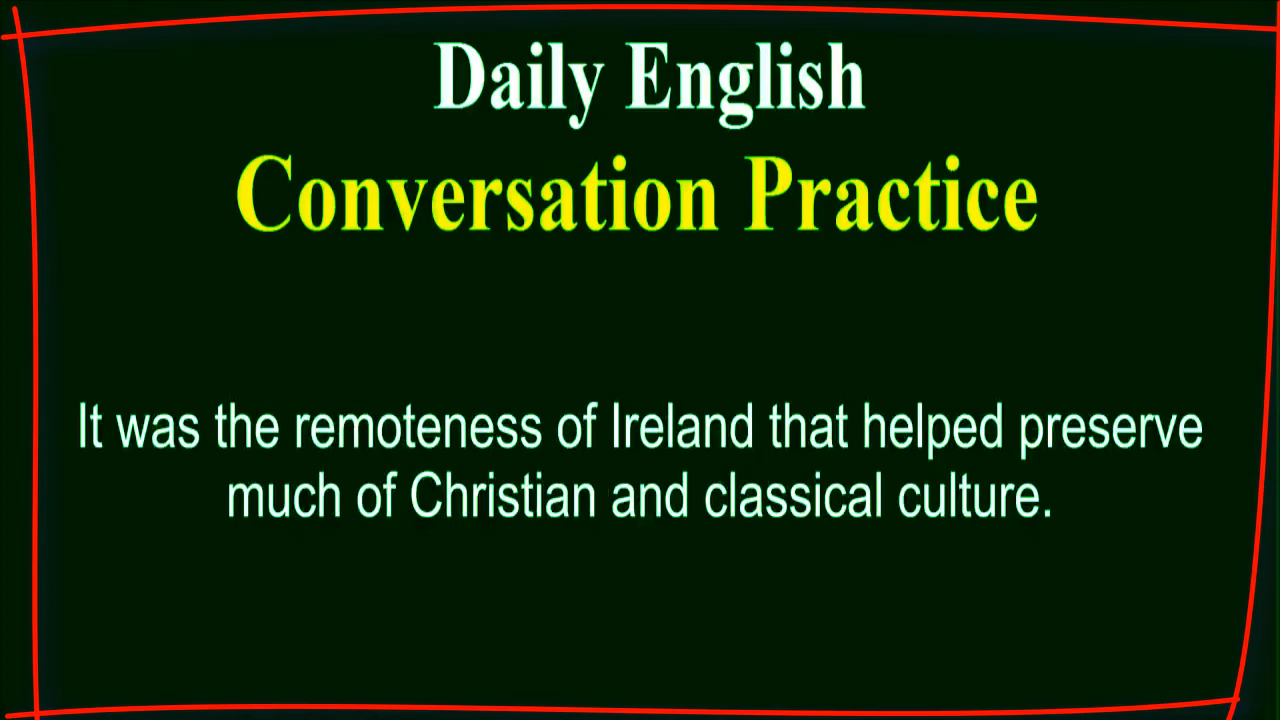 Daily English
Conversation Practice
It was the remoteness of Ireland that helped preserve
much of Christian and classical culture.